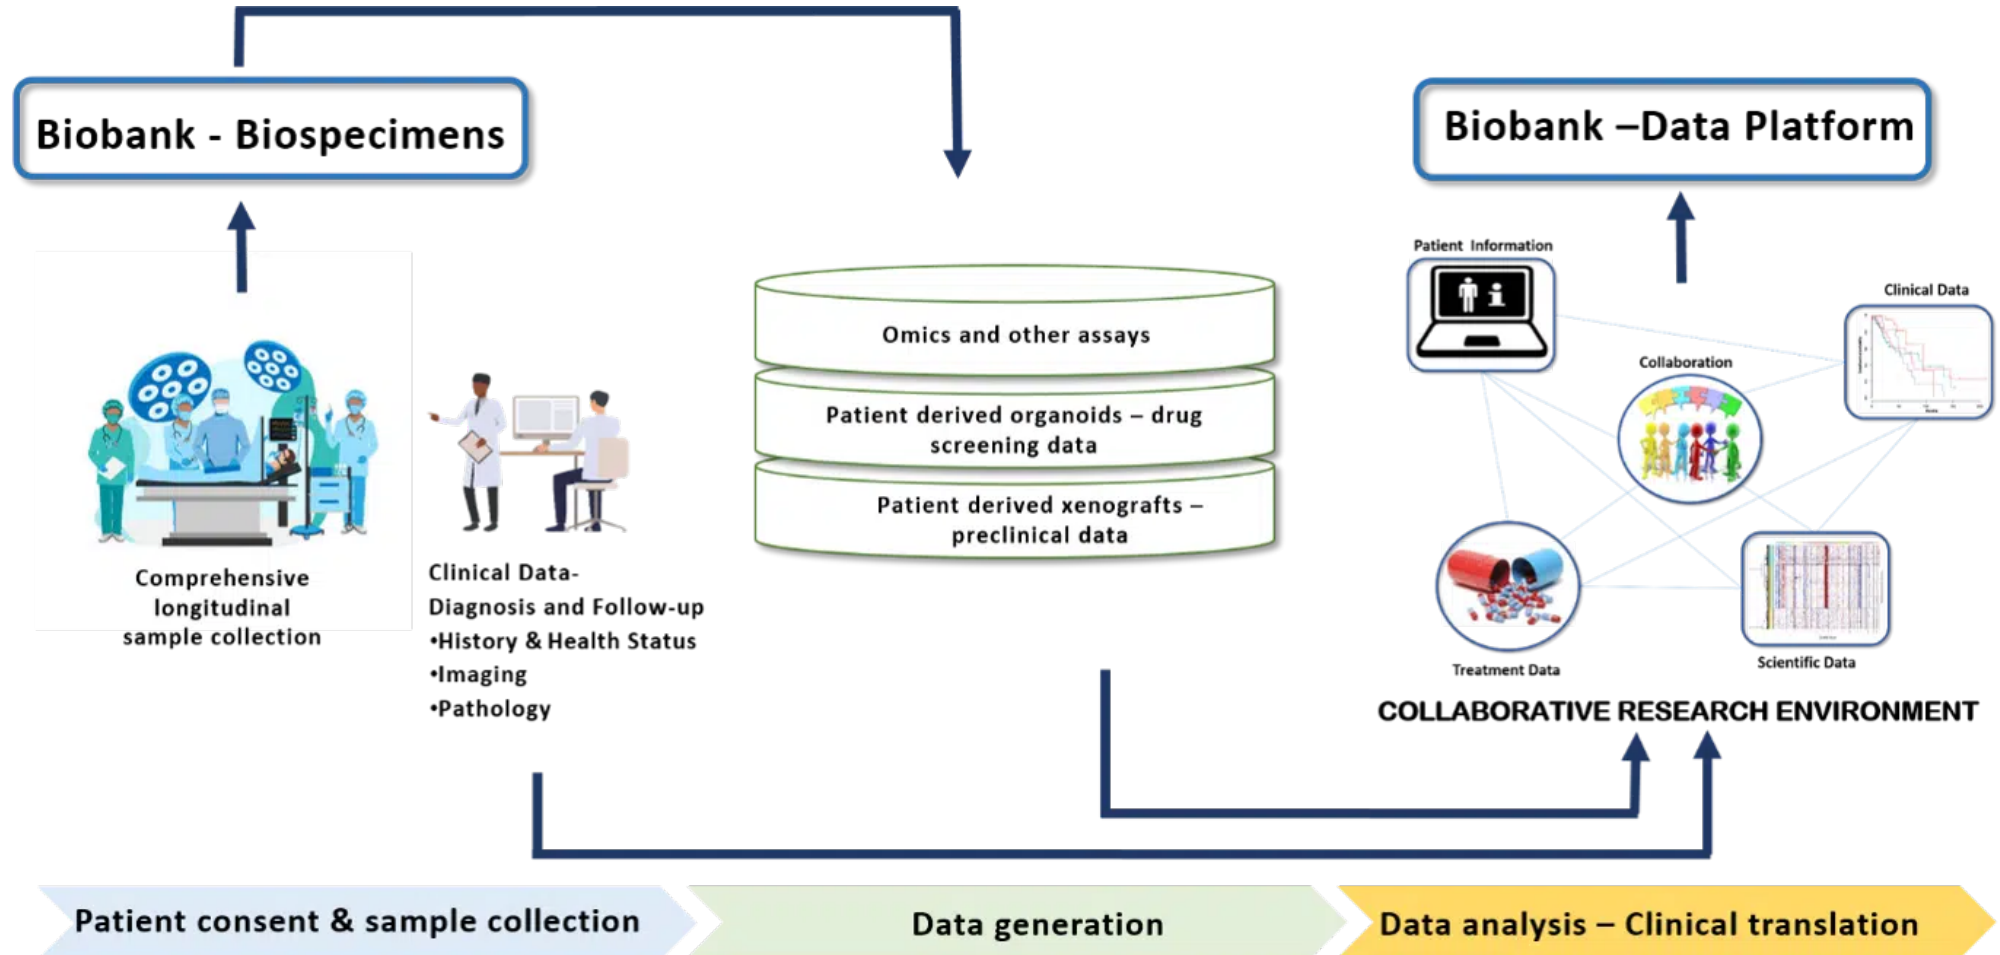 Biobank - Biospecimens
Comprehensive
longitudinal
sample collection
Clinical Data-
Diagnosis and Follow-up
•History & Health Status
•Imaging
•Pathology
Omics and other assays
Patient derived organoids – drug
screening data
Patient derived xenografts –
preclinical data
Biobank –Data Platform
Patient Information
Clinical Data
Collaboration
Treatment Data
Scientific Data
COLLABORATIVE RESEARCH ENVIRONMENT
Patient consent & sample collection
Data generation
Data analysis – Clinical translation